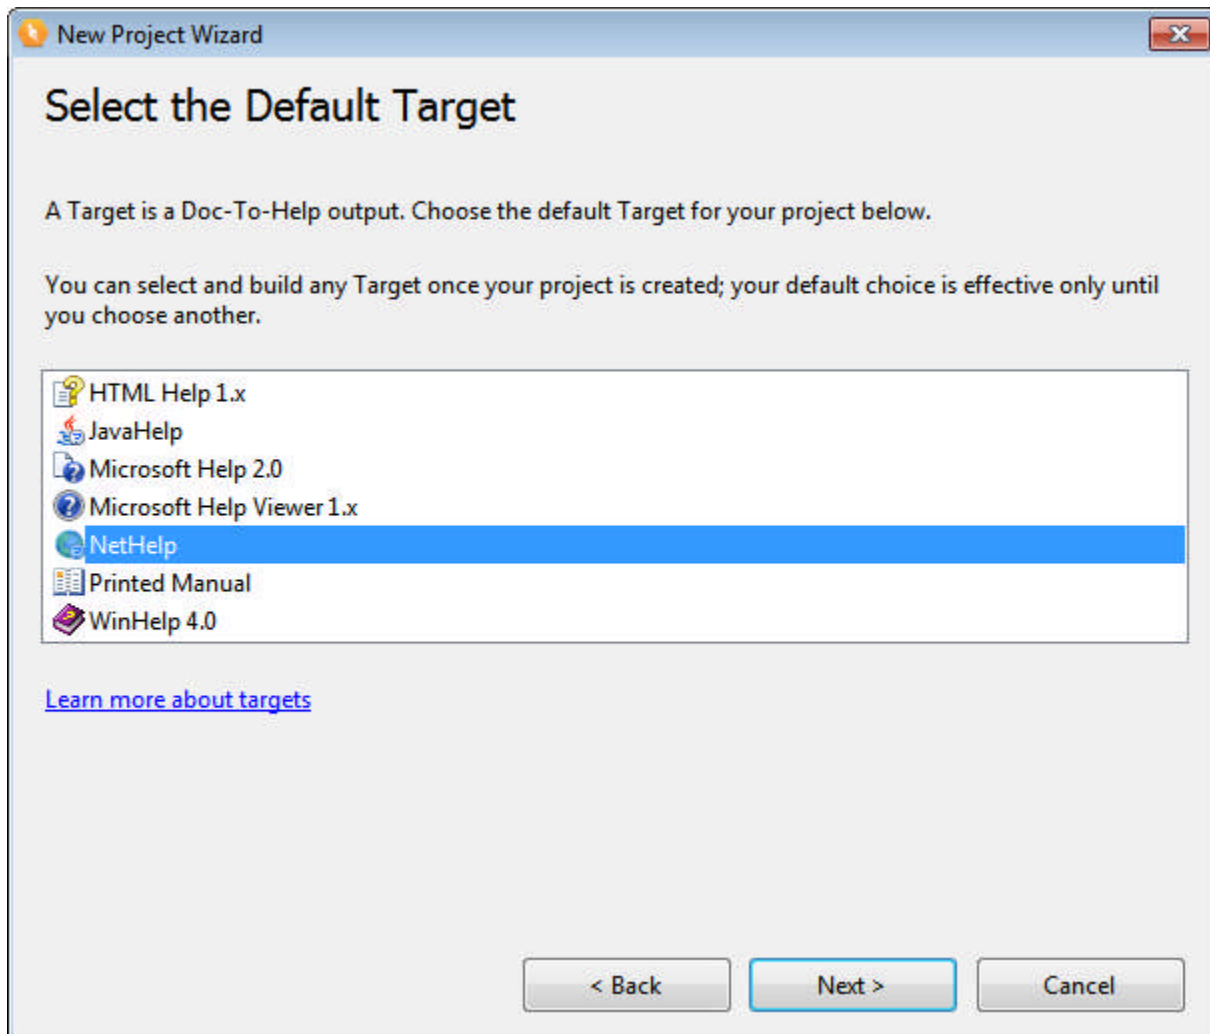 New Project Wizard
Select the Default Target
A Target is a Doc-To-Help output. Choose the default Target for your project below.
You can select and build any Target once your project is created; your default choice is effective only until
you choose another.
HTML Help 1.x
JavaHelp
Microsoft Help 2.0
Microsoft Help Viewer 1.x
NetHelp
Printed Manual
WinHelp 4.0
Learn more about targets
< Back
Next >
Cancel